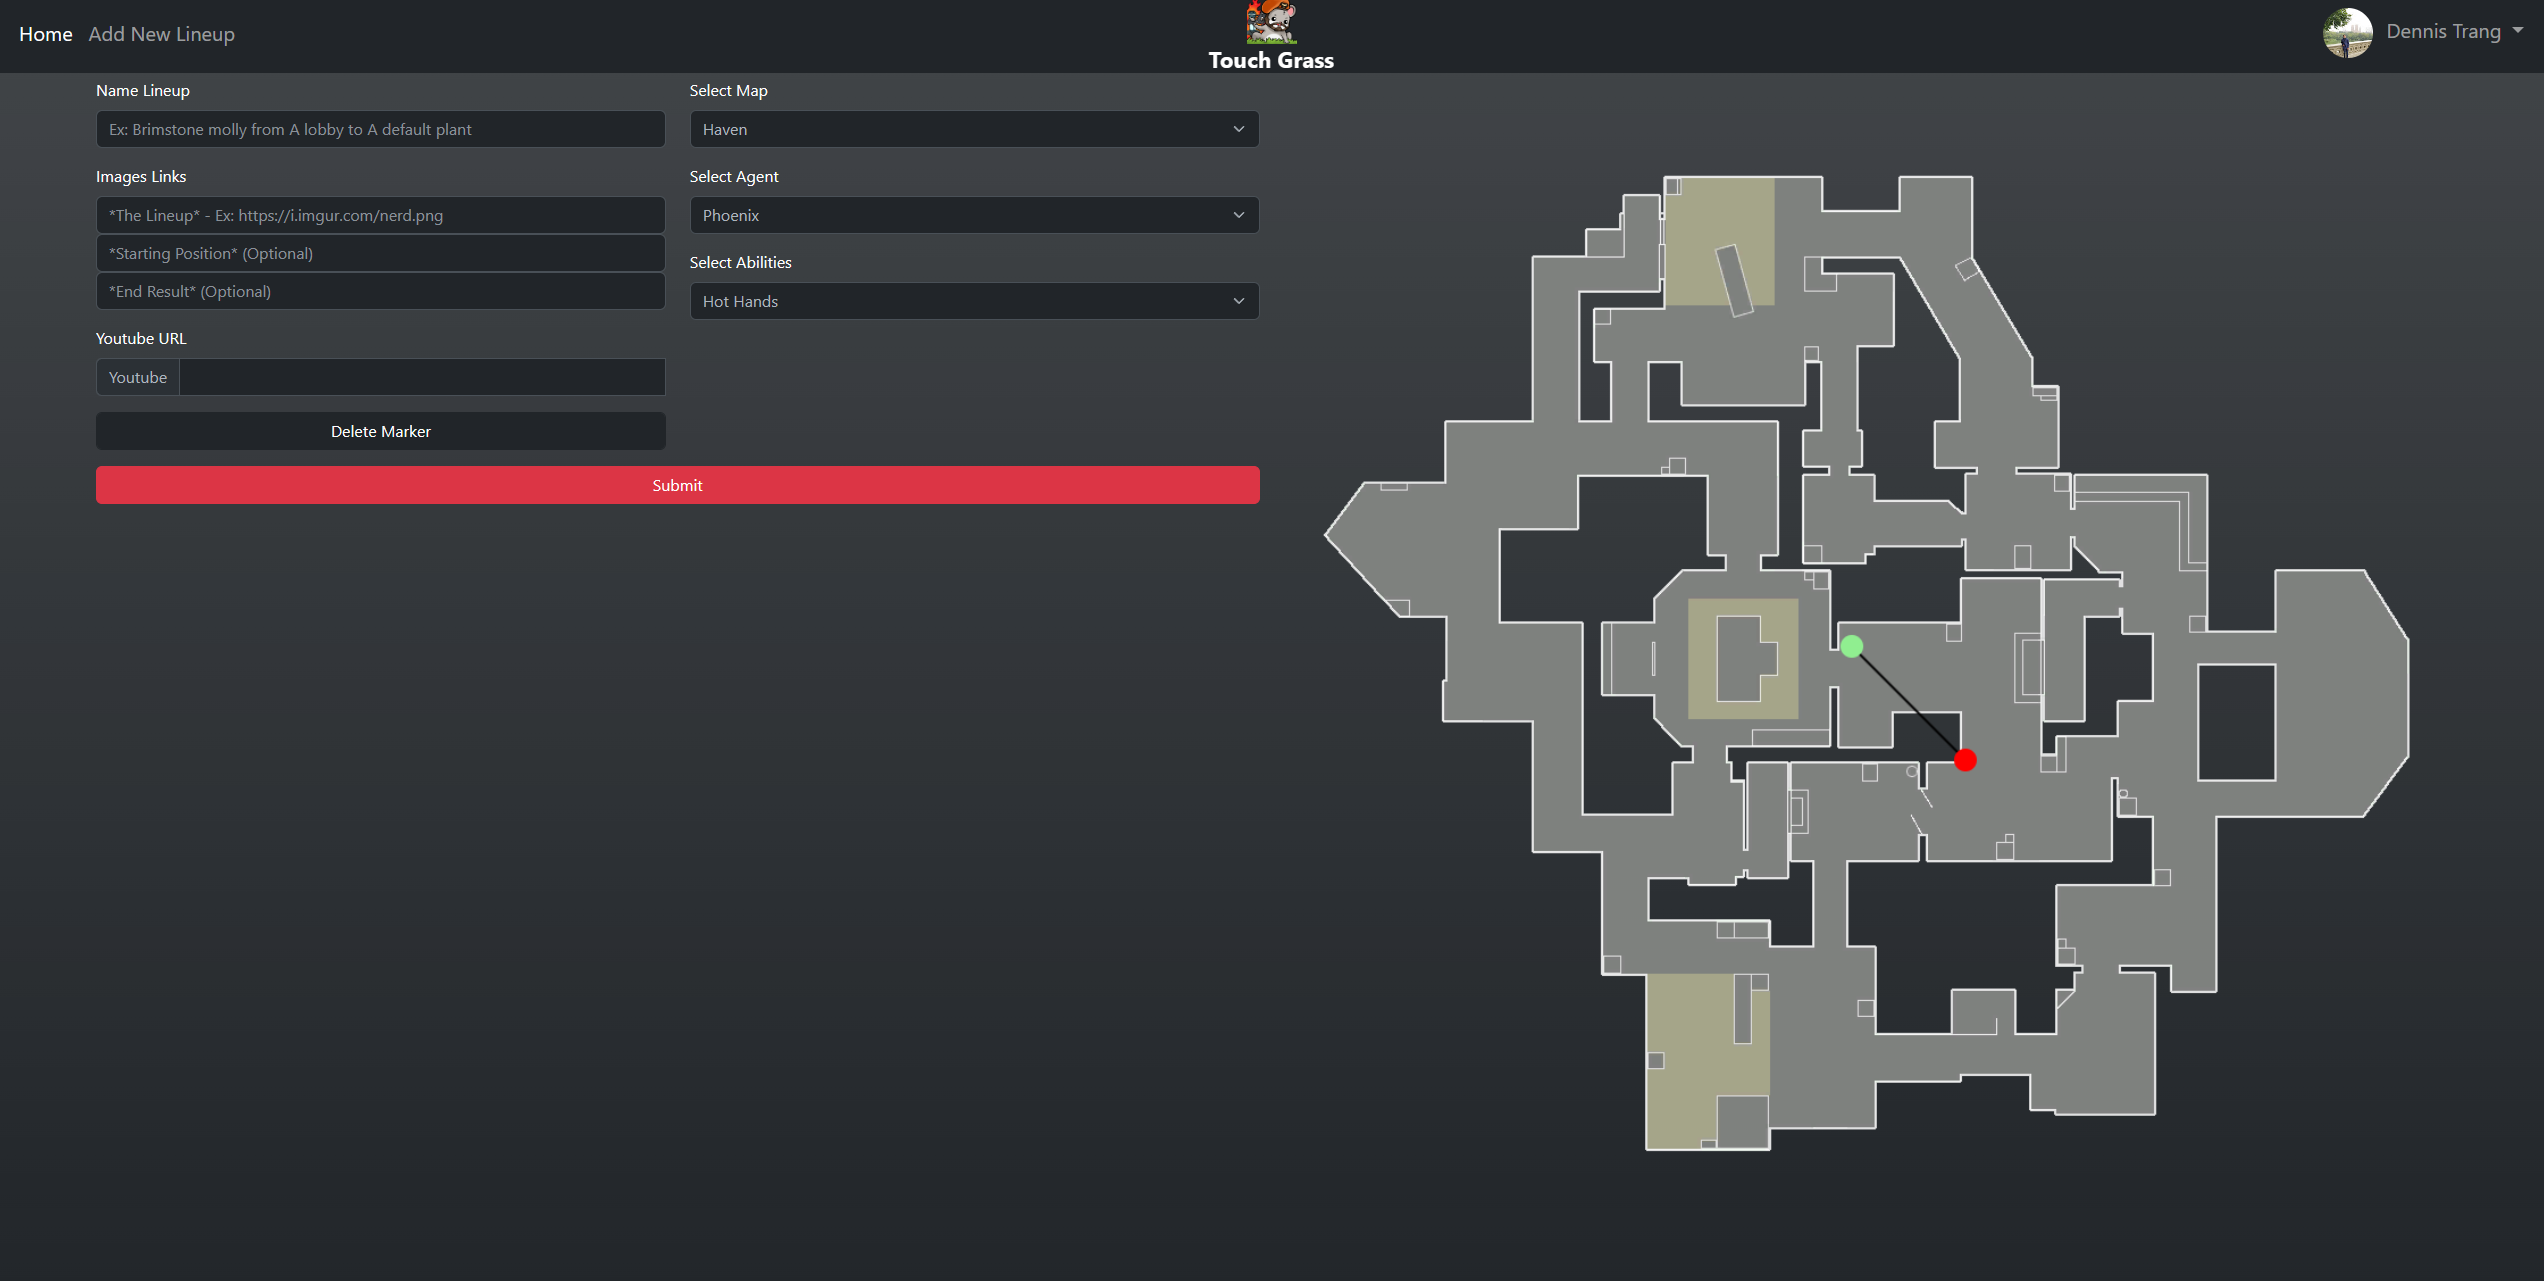 Home
Add New Lineup
Touch Grass
Dennis Trang
Name Lineup
Ex: Brimstone molly from A lobby to A default plant
Images Links
*The Lineup* - Ex: https://i.imgur.com/nerd.png
*Starting Position* (Optional)
*End Result* (Optional)
Youtube URL
Youtube
Delete Marker
Select Map
Haven
Select Agent
Phoenix
Select Abilities
Hot Hands
Submit